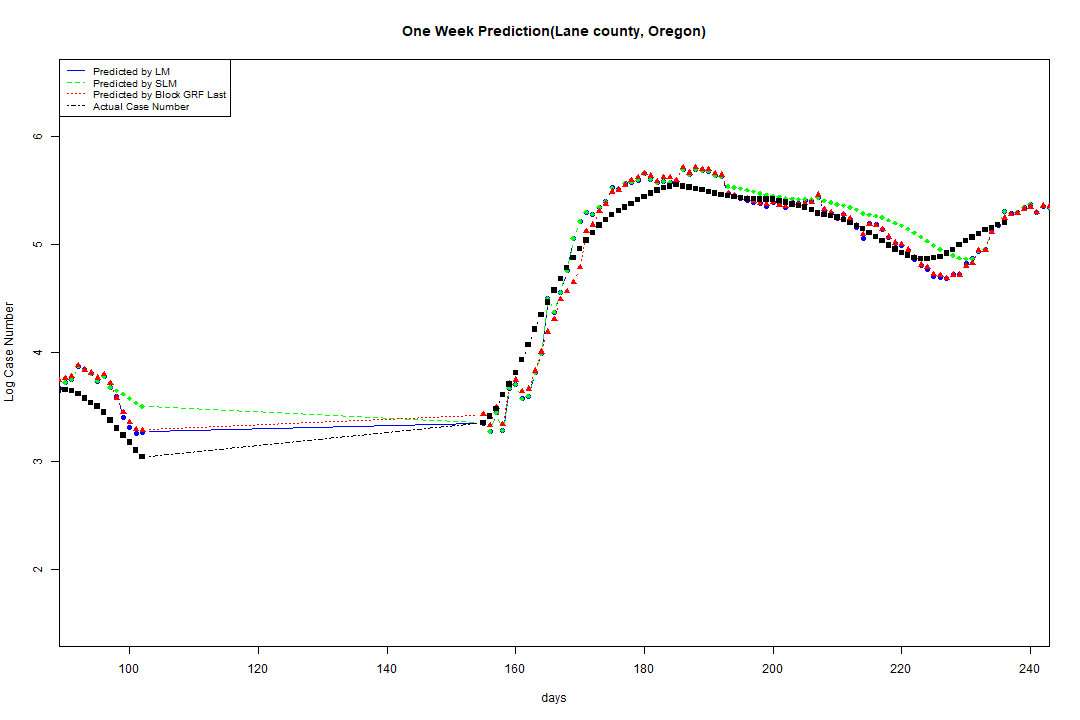 One Week Prediction(Lane county, Oregon)
Predicted by LM
Predicted by SLM
Predicted by Block GRF Last
Actual Case Number
6
5
4
3
2
Log Case Number
100 120 140 160 180 200 220 240
days